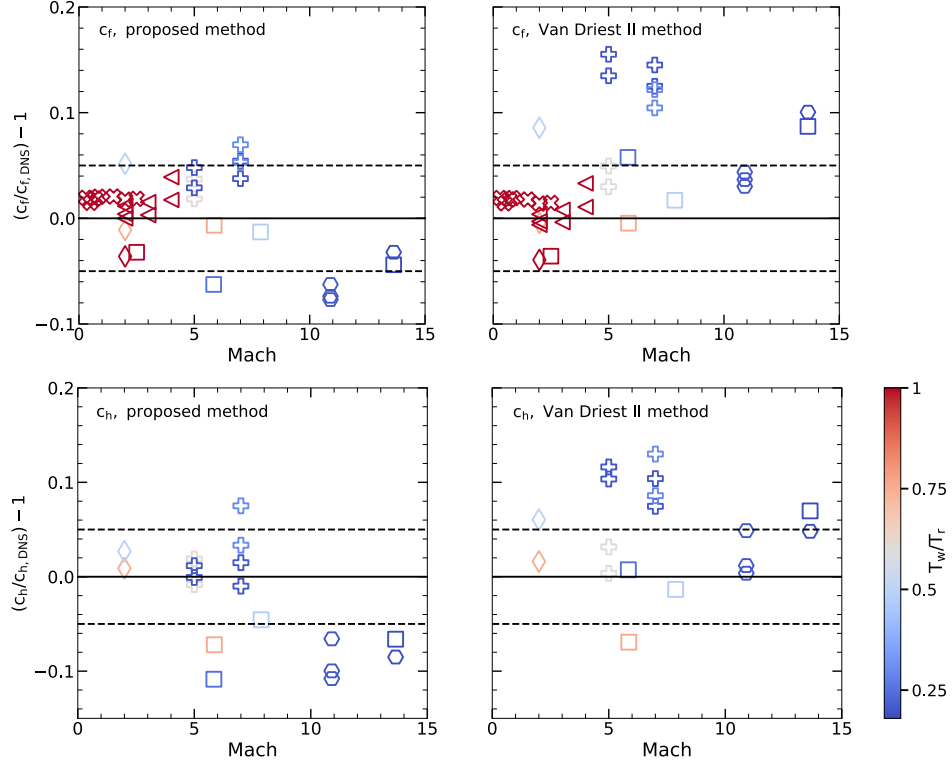 c_f, proposed method
c_f, Van Driest II method
0.2
0.1
0.0
−0.1
(c_f/c_f, DNS) − 1
0 5 10 15
Mach
0 5 10 15
Mach
c_h, proposed method
c_h, Van Driest II method
0.2
0.1
0.0
−0.1
(c_h/c_h, DNS) − 1
0 5 10 15
Mach
0 5 10 15
Mach
1
0.75
0.5
0.25
T_w/T_r